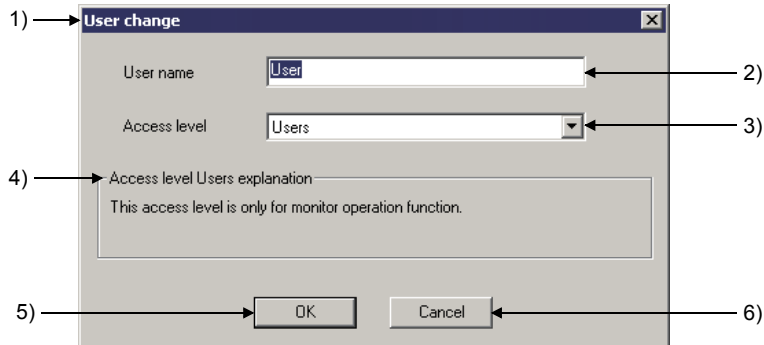 1) User change
User name User 2)
Access level Users 3)
4) Access level Users explanation
This access level is only for monitor operation function.
5) OK Cancel 6)